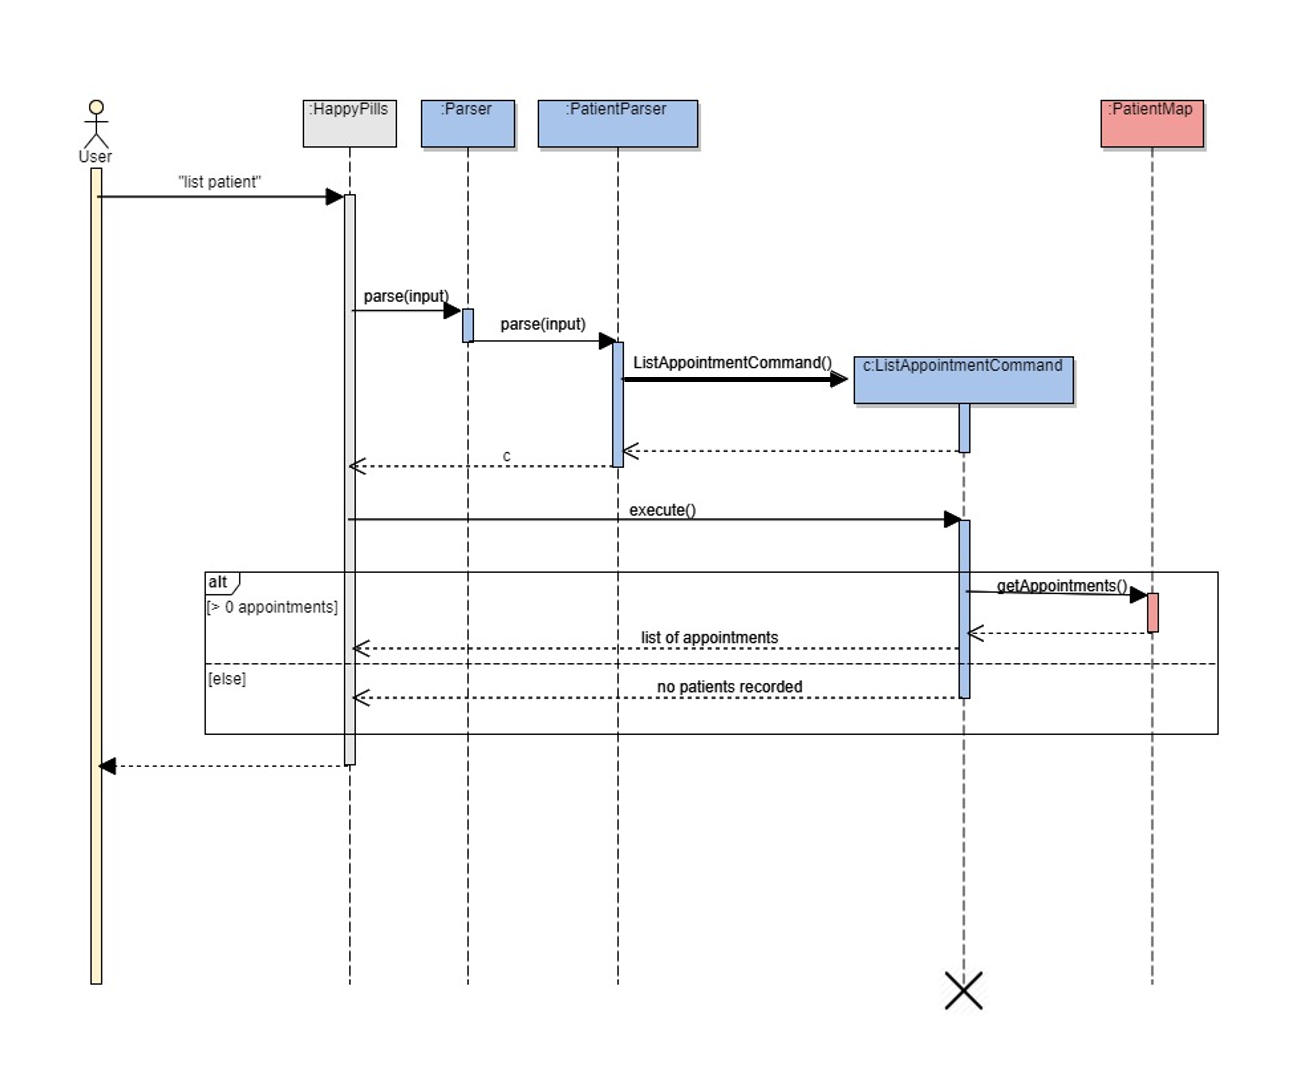 :HappyPills
:Parser
:PatientParser
:PatientMap
User
"list patient"
parse(input)
parse(input)
ListAppointmentCommand()
c:ListAppointmentCommand
c
execute()
alt
getAppointments()
[> 0 appointments]
list of appointments
[else]
no patients recorded